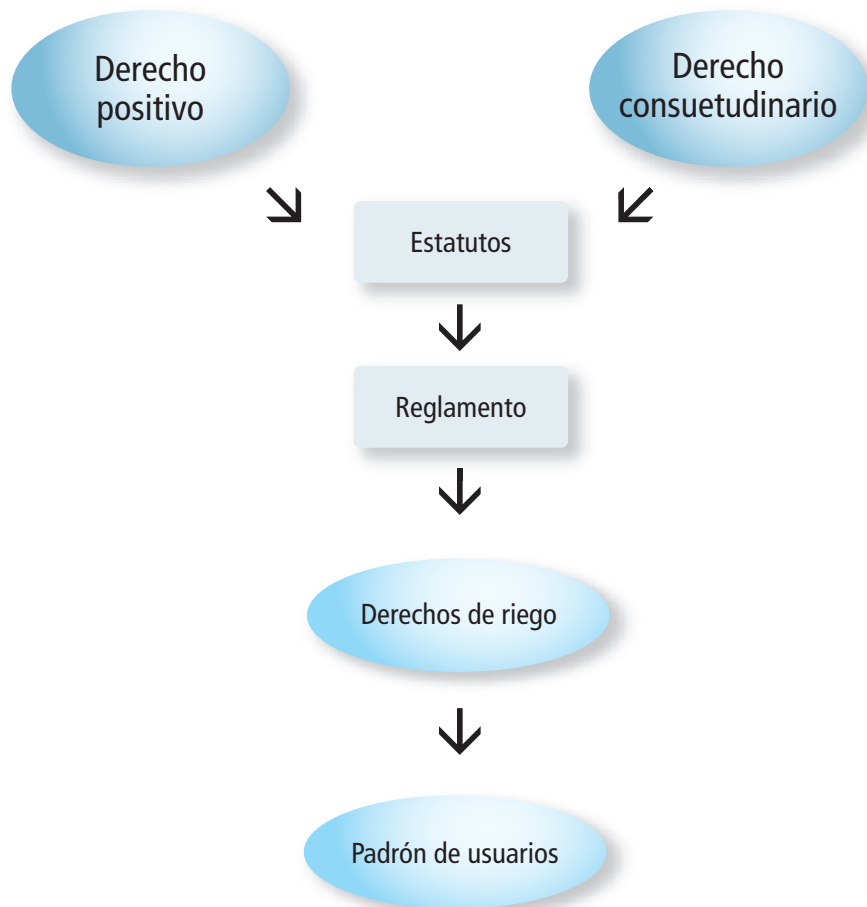 Derecho
positivo
Derecho
consuetudinario
Estatutos
Reglamento
Derechos de riego
Padrón de usuarios